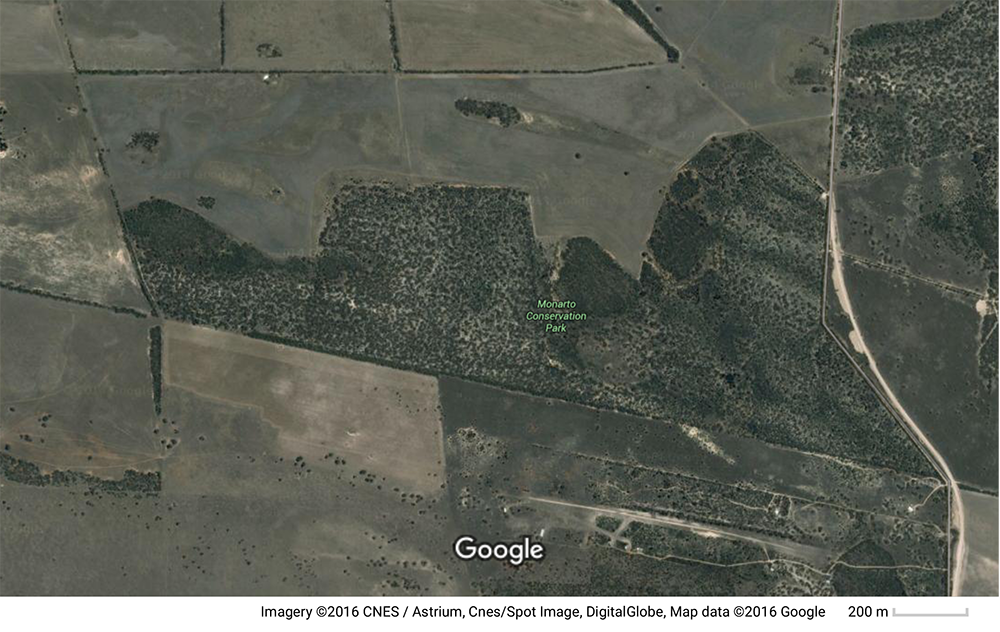 Monarto
Conservation
Park
Google
Imagery ©2016 CNES / Astrium, Cnes/Spot Image, DigitalGlobe, Map data ©2016 Google 200 m